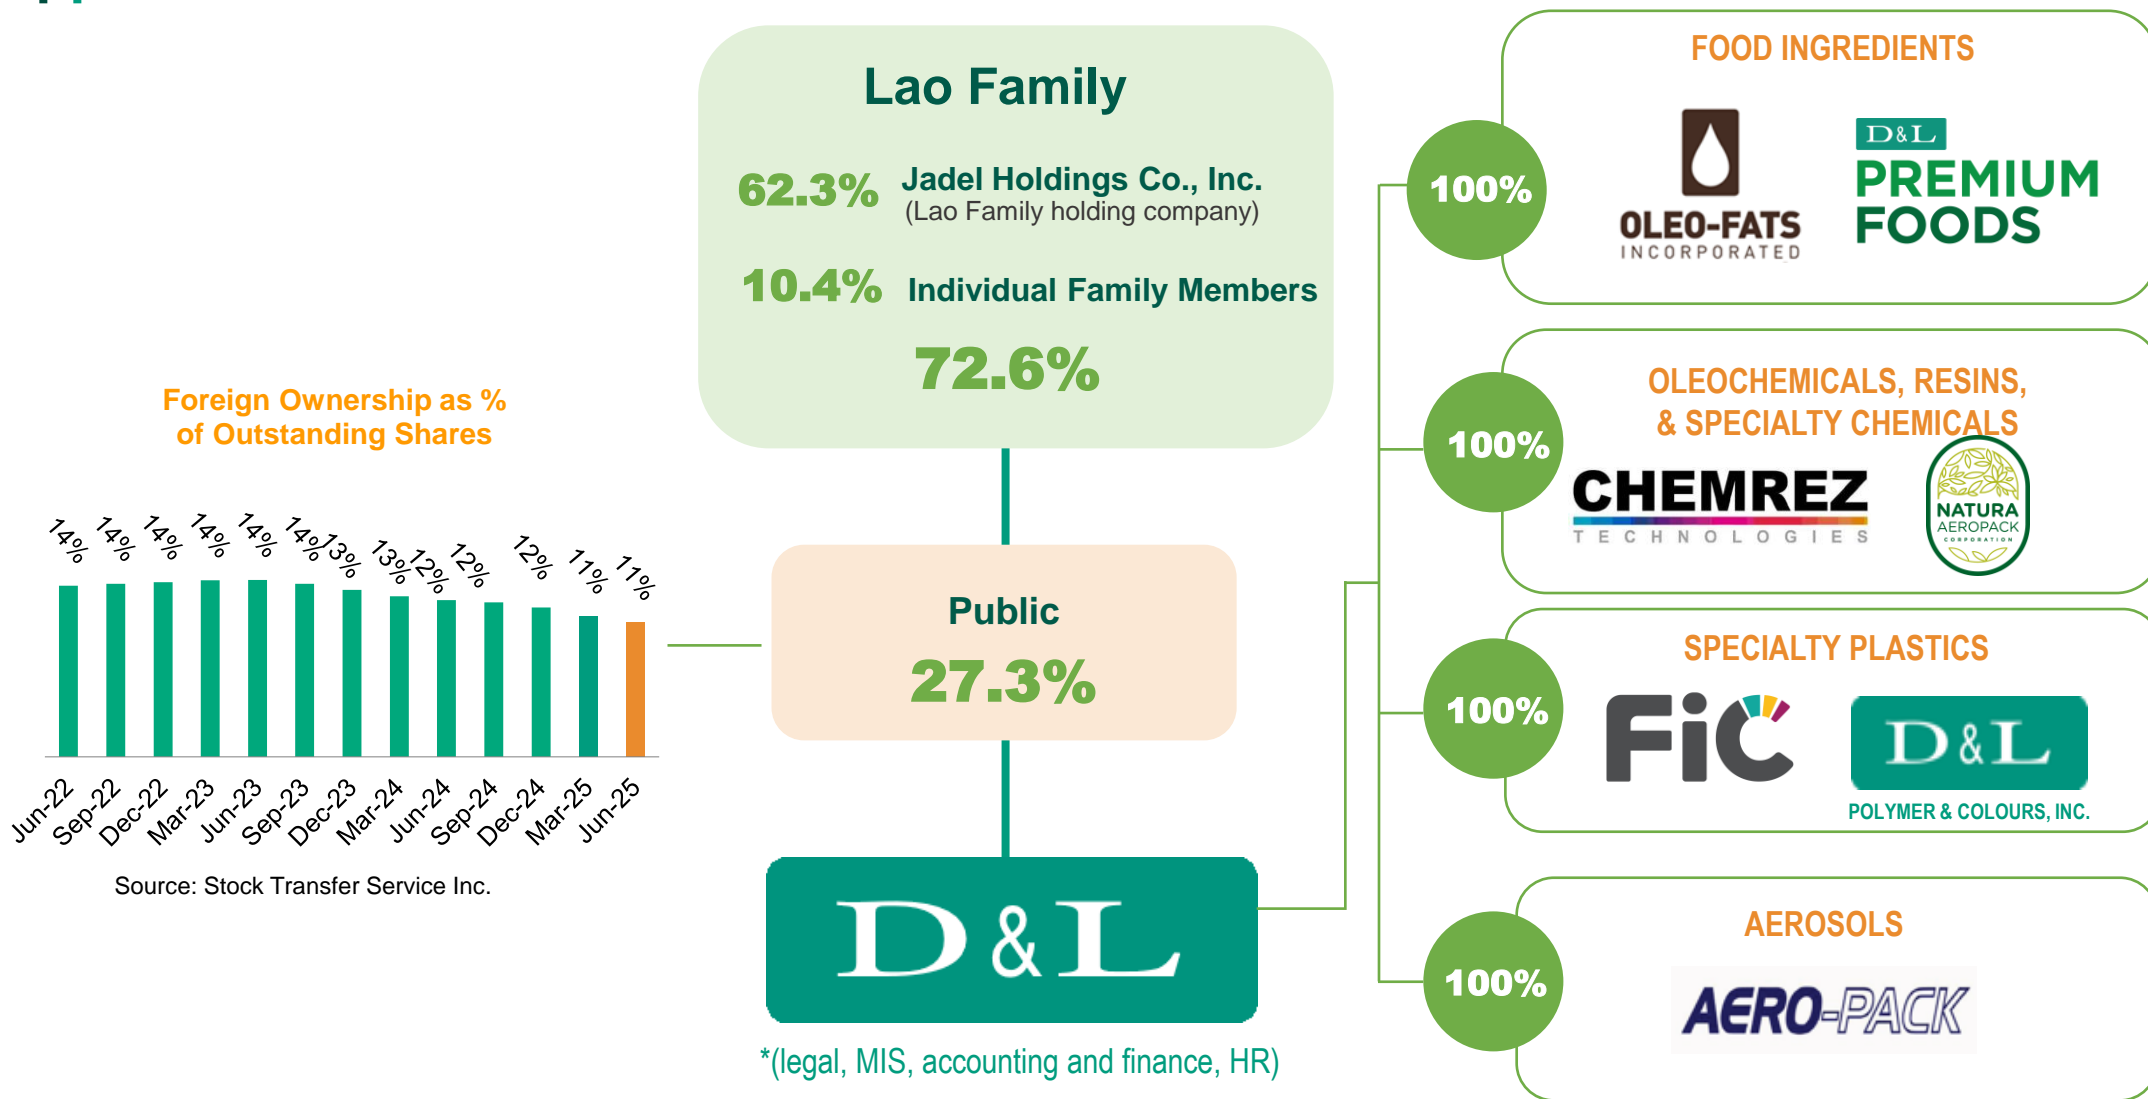 Lao Family
62.3% Jadel Holdings Co., Inc.
(Lao Family holding company)
10.4% Individual Family Members
72.6%
Foreign Ownership as %
of Outstanding Shares
14% 14% 14% 14% 14% 14% 13% 13% 12% 12% 12% 11% 11%
Jun-22 Sep-22 Dec-22 Mar-23 Jun-23 Sep-23 Dec-23 Mar-24 Jun-24 Sep-24 Dec-24 Mar-25 Jun-25
Source: Stock Transfer Service Inc.
Public
27.3%
D&L
*(legal, MIS, accounting and finance, HR)
100%
FOOD INGREDIENTS
OLEO-FATS
INCORPORATED
D&L
PREMIUM
FOODS
100%
OLEOCHEMICALS, RESINS,
& SPECIALTY CHEMICALS
CHEMREZ
TECHNOLOGIES
NATURA
AEROPACK
CORPORATION
100%
SPECIALTY PLASTICS
FiC
D&L
POLYMER & COLOURS, INC.
100%
AEROSOLS
AERO-PACK